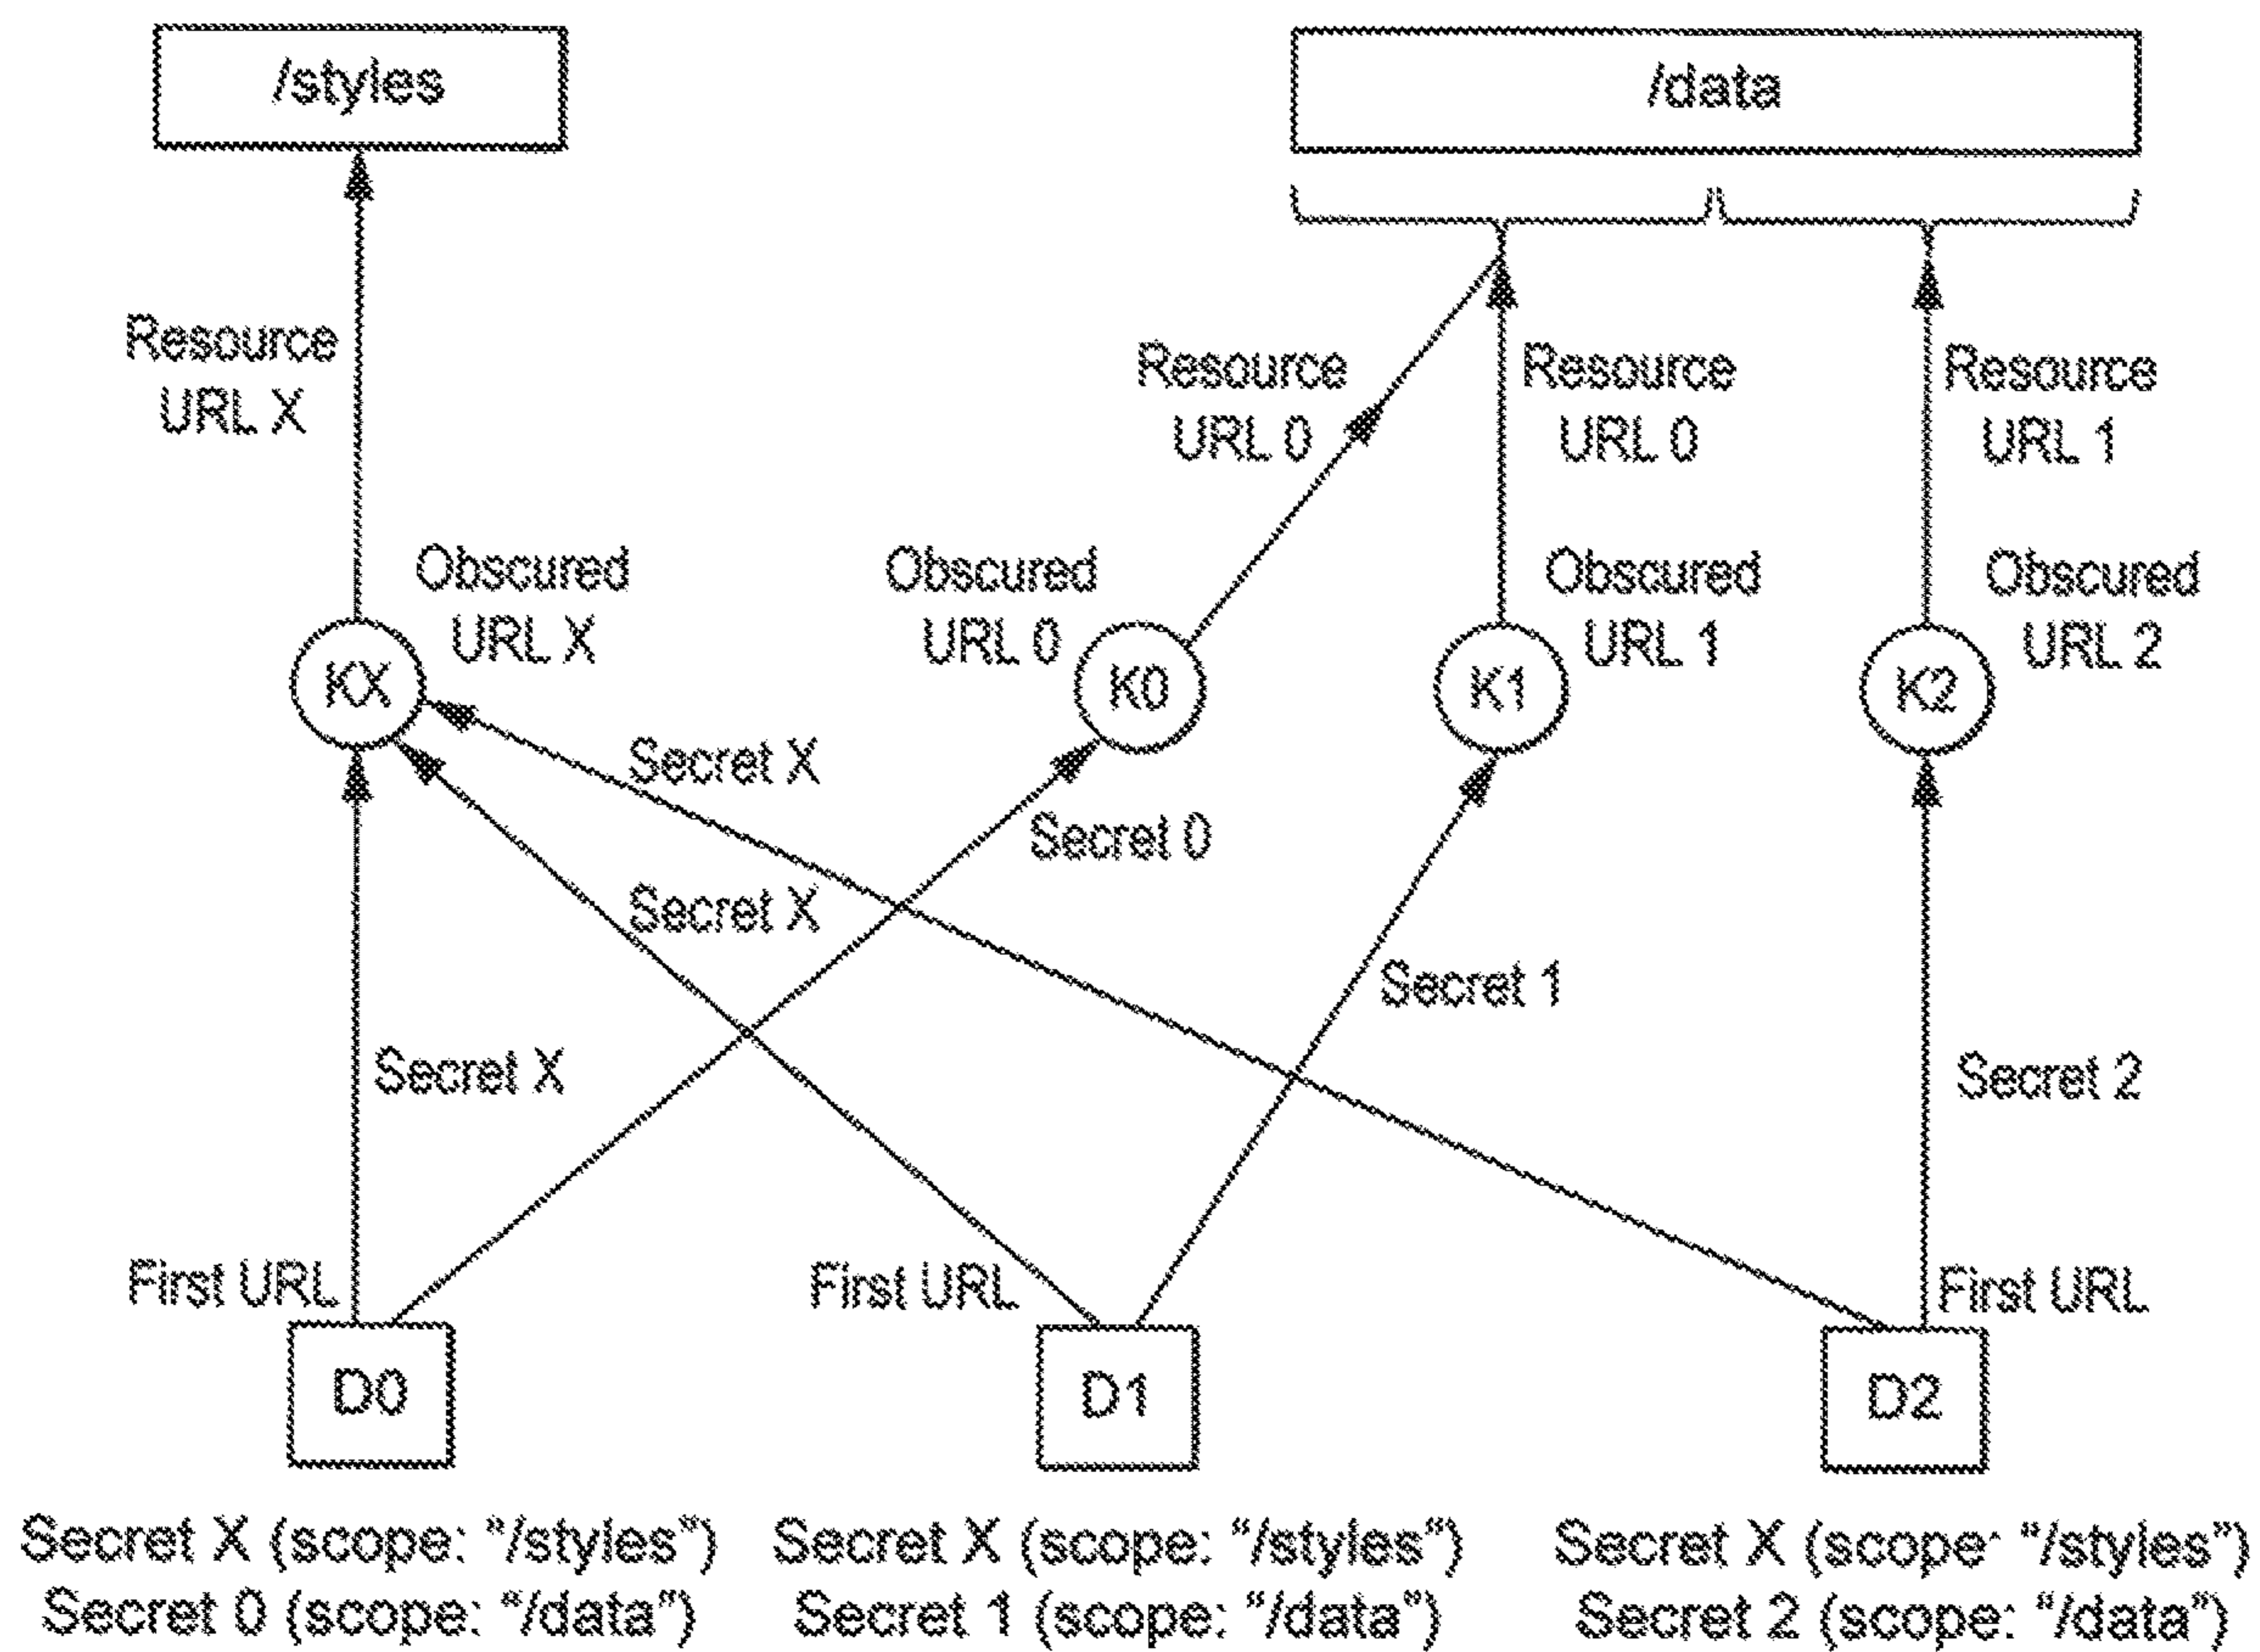 /styles
/data
Resource
URL X
Resource
URL 0
Resource
URL 0
Resource
URL 1
Obscured
URL X
Obscured
URL 0
Obscured
URL 1
Obscured
URL 2
KX
K0
K1
K2
Secret X
Secret 0
Secret X
Secret 1
Secret X
Secret 2
First URL
First URL
First URL
D0
D1
D2
Secret X (scope: “/styles”)
Secret 0 (scope: “/data”)
Secret X (scope: “/styles”)
Secret 1 (scope: “/data”)
Secret X (scope: “/styles”)
Secret 2 (scope: “/data”)